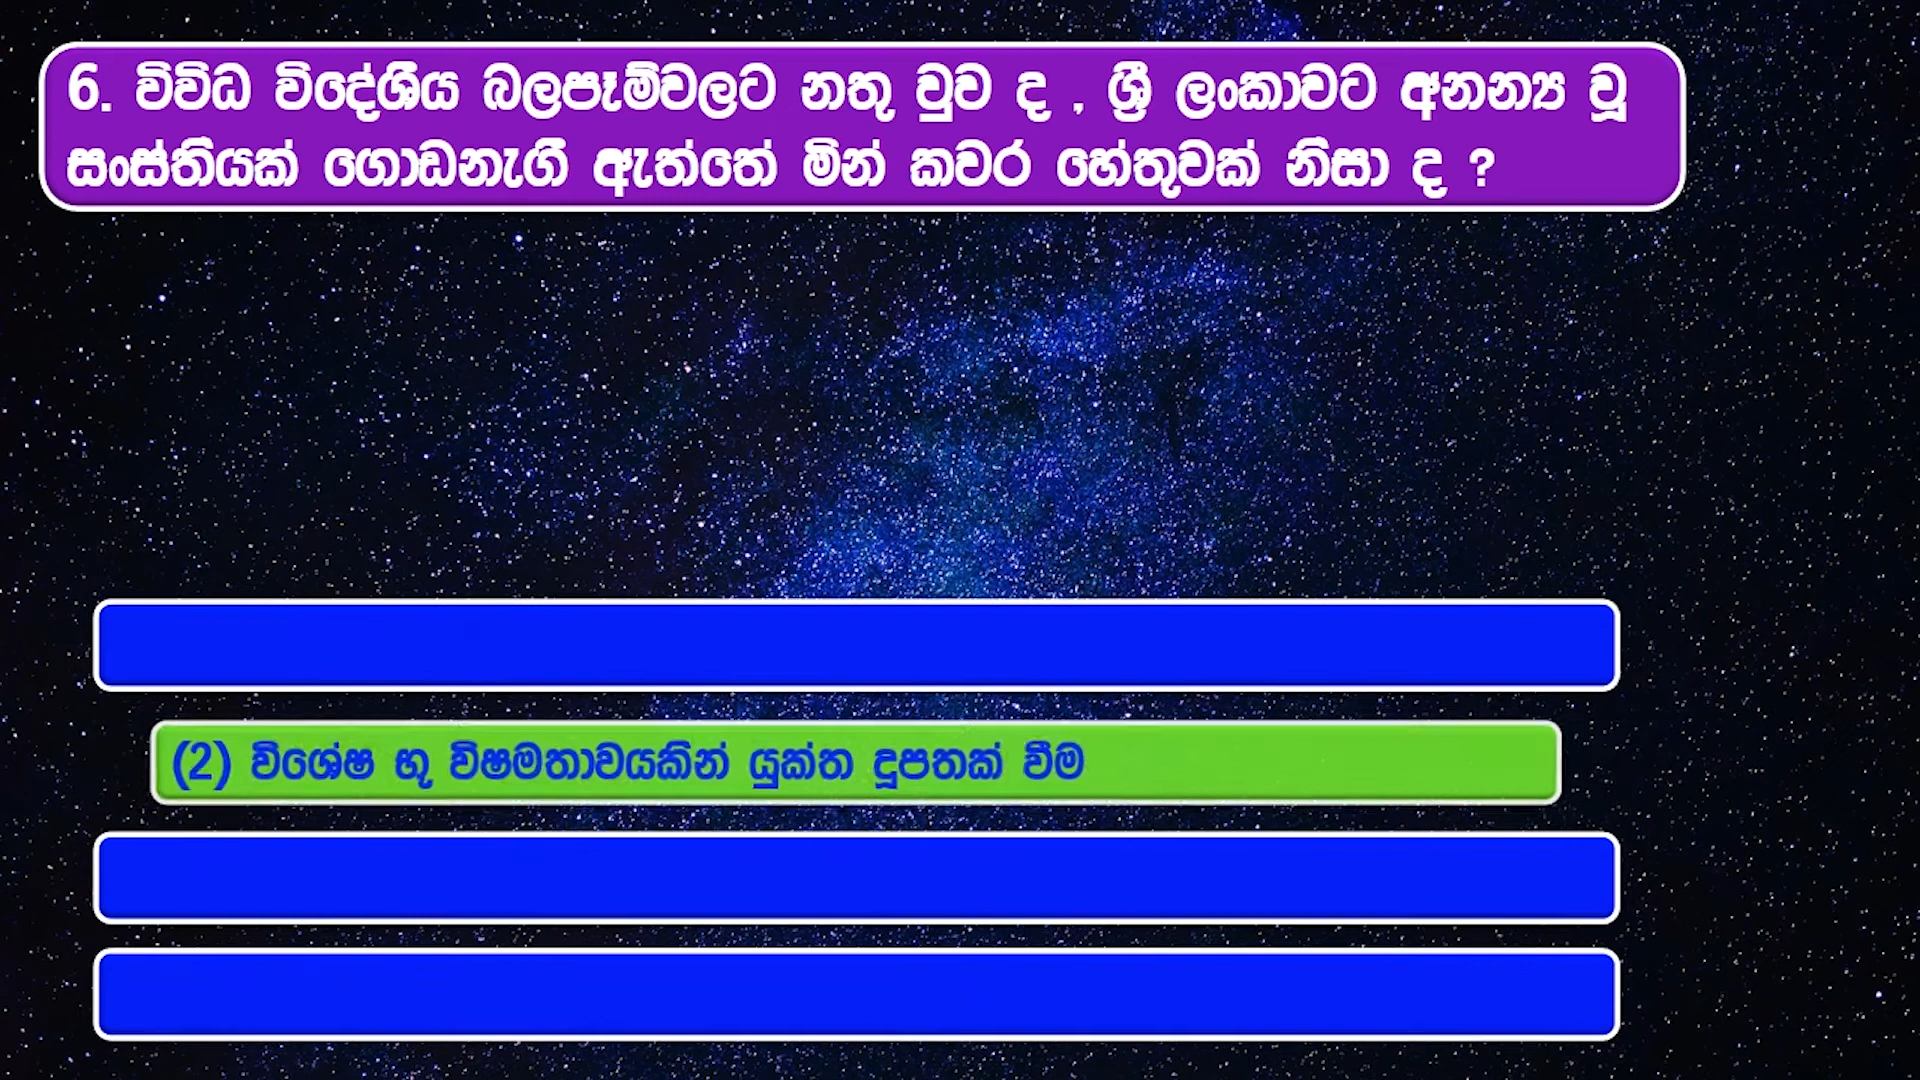 6. විවිධ විදේශීය බලපෑම්වලට නතු වුව ද , ශ්‍රී ලංකාවට අනන්‍ය වූ
සංස්තියක් ගොඩනැගී ඇත්තේ මින් කවර හේතුවක් නිසා ද ?
(2) විශේෂ භූ විෂමතාවයකින් යුක්ත දූපතක් වීම